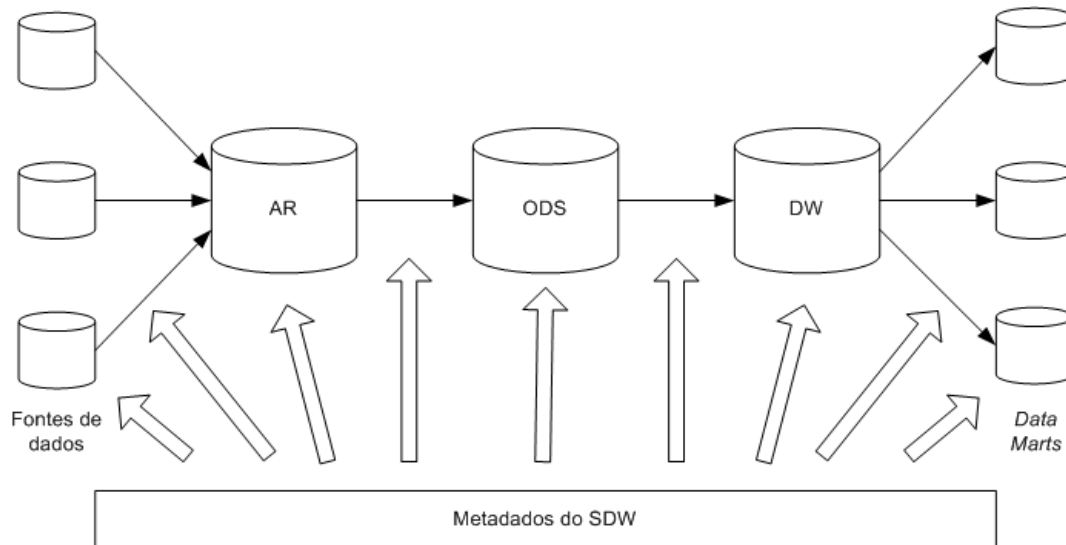 AR
ODS
DW
Fontes de
dados
Data
Marts
Metadados do SDW